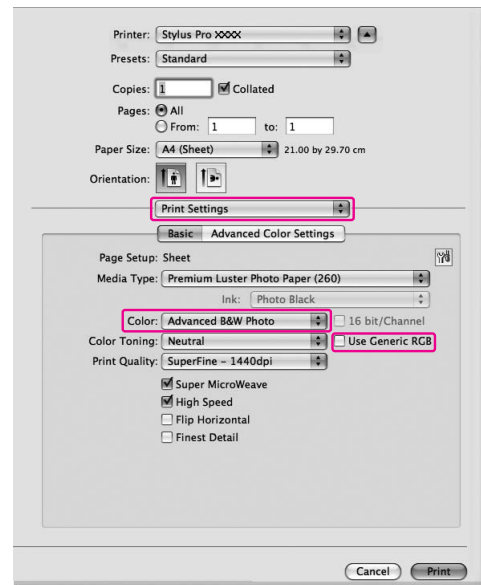 Printer: Stylus Pro XXXX
Presets: Standard
Copies: 1 Collated
Pages: All
From: 1 to: 1
Paper Size: A4 (Sheet) 21.00 by 29.70 cm
Orientation:
Print Settings
Basic Advanced Color Settings
Page Setup: Sheet
Media Type: Premium Luster Photo Paper (260)
Ink: Photo Black
Color: Advanced B&W Photo 16 bit/Channel
Color Toning: Neutral Use Generic RGB
Print Quality: SuperFine – 1440dpi
Super MicroWeave
High Speed
Flip Horizontal
Finest Detail
Cancel Print